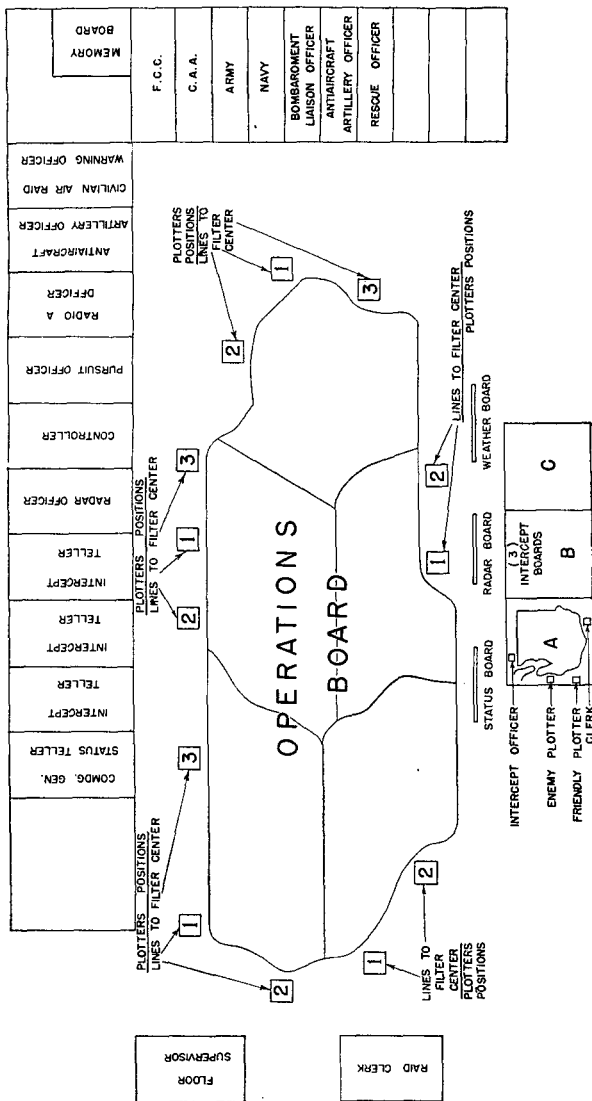 MEMORY
BOARD
CIVILIAN AIR RAID
WARNING OFFICER
ANTIAIRCRAFT
ARTILLERY OFFICER
RADIO A
OFFICER
PURSUIT OFFICER
CONTROLLER
RADAR OFFICER
INTERCEPT
TELLER
INTERCEPT
TELLER
INTERCEPT
TELLER
COMDG. GEN.
STATUS TELLER
F.C.C.
C.A.A.
ARMY
NAVY
BOMBAROMENT
LIAISON OFFICER
ANTIAIRCRAFT
ARTILLERY OFFICER
RESCUE OFFICER
PLOTTERS POSITIONS
LINES TO FILTER CENTER
1
2
3
PLOTTERS POSITIONS
LINES TO FILTER CENTER
2
1
3
PLOTTERS
POSITIONS
LINES TO
FILTER
CENTER
2
1
3
OPERATIONS
BOARD
LINES TO
FILTER
CENTER
PLOTTERS
POSITIONS
1
2
LINES TO FILTER CENTER
PLOTTERS POSITIONS
1
2
STATUS BOARD
RADAR BOARD
WEATHER BOARD
INTERCEPT OFFICER
ENEMY PLOTTER
FRIENDLY PLOTTER
CLERK
A
(3)
INTERCEPT
BOARDS
B
C
FLOOR
SUPERVISOR
RAID CLERK